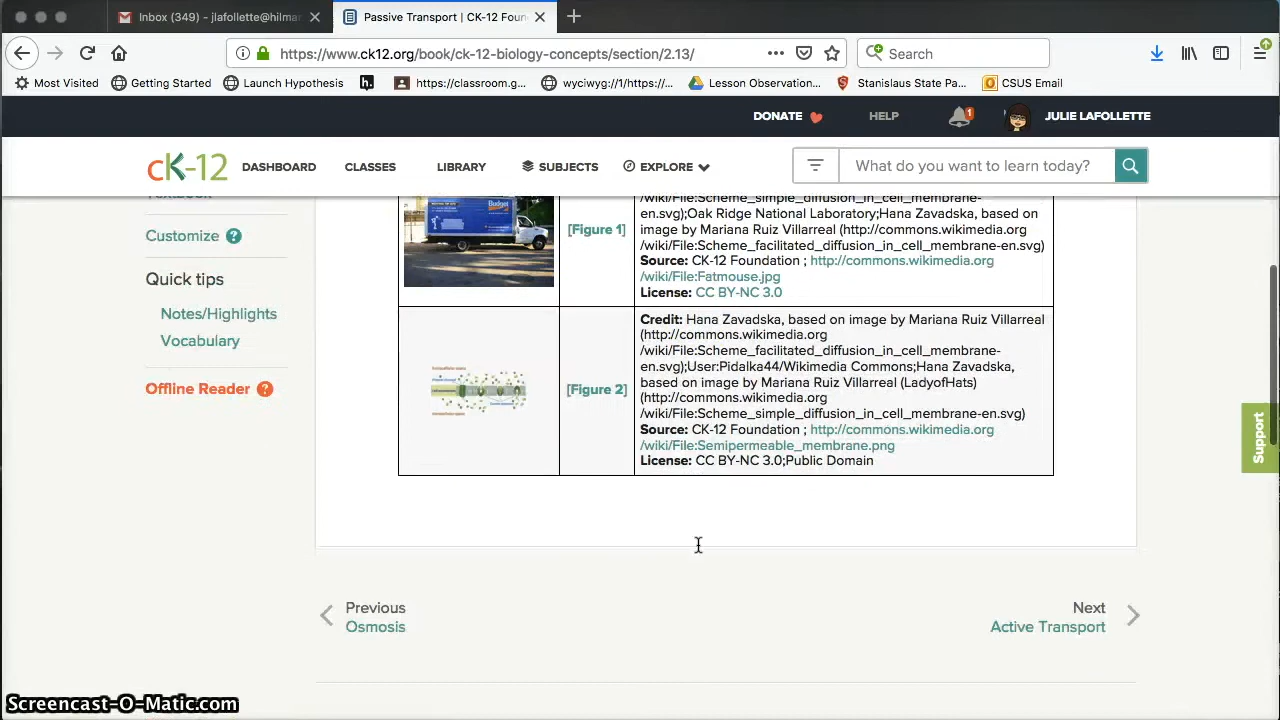 Inbox (349) - jlafollette@hilmar
Passive Transport | CK-12 Foun
https://www.ck12.org/book/ck-12-biology-concepts/section/2.13/
Search
Most Visited
Getting Started
Launch Hypothesis
https://classroom.g...
wyciwyg://1/https://...
Lesson Observation...
Stanislaus State Pa...
CSUS Email
DONATE
HELP
1
JULIE LAFOLLETTE
cK-12
DASHBOARD
CLASSES
LIBRARY
SUBJECTS
EXPLORE
What do you want to learn today?
Customize ?
Quick tips
Notes/Highlights
Vocabulary
Offline Reader ?
Budget
[Figure 1]
/wiki/File:Scheme_simple_diffusion_in_cell_membrane-
en.svg);Oak Ridge National Laboratory;Hana Zavadska, based on
image by Mariana Ruiz Villarreal (http://commons.wikimedia.org
/wiki/File:Scheme_facilitated_diffusion_in_cell_membrane-en.svg)
Source: CK-12 Foundation ; http://commons.wikimedia.org
/wiki/File:Fatmouse.jpg
License: CC BY-NC 3.0
[Figure 2]
Credit: Hana Zavadska, based on image by Mariana Ruiz Villarreal
(http://commons.wikimedia.org
/wiki/File:Scheme_facilitated_diffusion_in_cell_membrane-
en.svg);User:Pidalka44/Wikimedia Commons;Hana Zavadska,
based on image by Mariana Ruiz Villarreal (LadyofHats)
(http://commons.wikimedia.org
/wiki/File:Scheme_simple_diffusion_in_cell_membrane-en.svg)
Source: CK-12 Foundation ; http://commons.wikimedia.org
/wiki/File:Semipermeable_membrane.png
License: CC BY-NC 3.0;Public Domain
Support
Previous
Osmosis
Next
Active Transport
Screencast-O-Matic.com